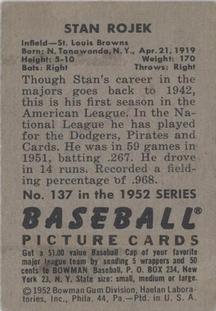 STAN ROJEK
Infield—St. Louis Browns
Born: N. Tonawanda, N. Y., Apr. 21, 1919
Height: 5-10 Weight: 170
Bats: Right Throws: Right
Though Stan's career in the
majors goes back to 1942,
this is his first season in the
American League. In the Na-
tional League he has played
for the Dodgers, Pirates and
Cards. He was in 59 games in
1951, batting .267. He drove
in 14 runs. Recorded a field-
ing percentage of .968.
No. 137 in the 1952 SERIES
BASEBALL
PICTURE CARDS
Get a $1.00 value Baseball Cap of your favorite
major league team by sending 5 wrappers and 50
cents to BOWMAN Baseball, P. O. BOX 234, New
York 23, N. Y. State size: small, medium, or large
©1952 Bowman Gum Division, Haelan Labora-
tories, Inc., Phila. 44, Pa.—Ptd. in U. S. A.